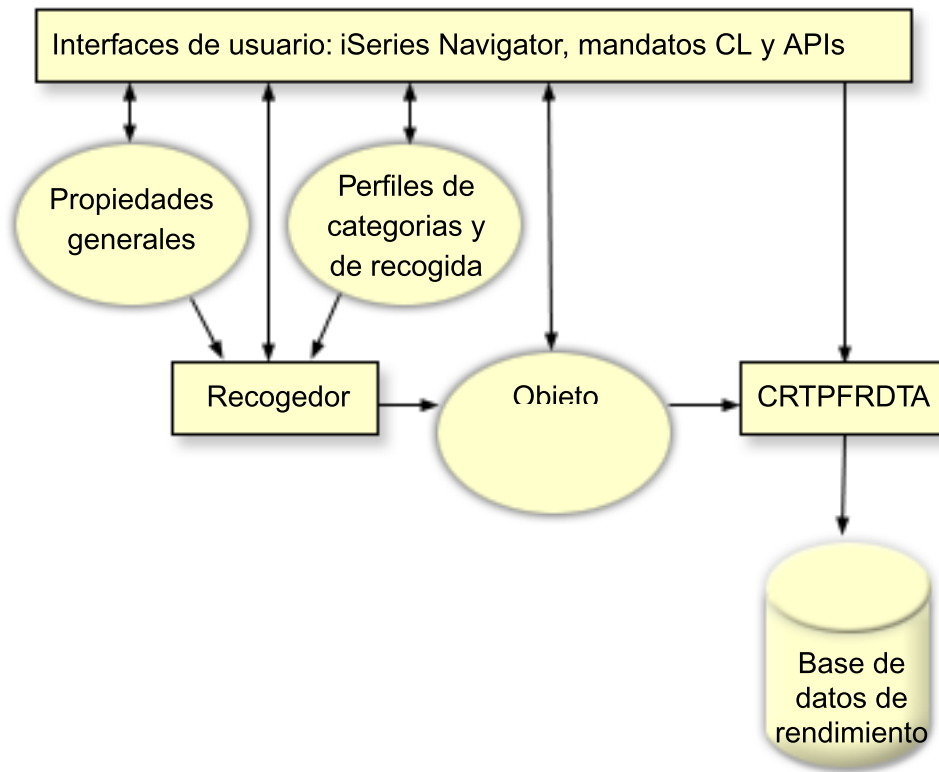 Interfaces de usuario: iSeries Navigator, mandatos CL y APIs
Propiedades
generales
Perfiles de
categorias y
de recogida
Recogedor
Objeto
CRTPFRDTA
Base de
datos de
rendimiento